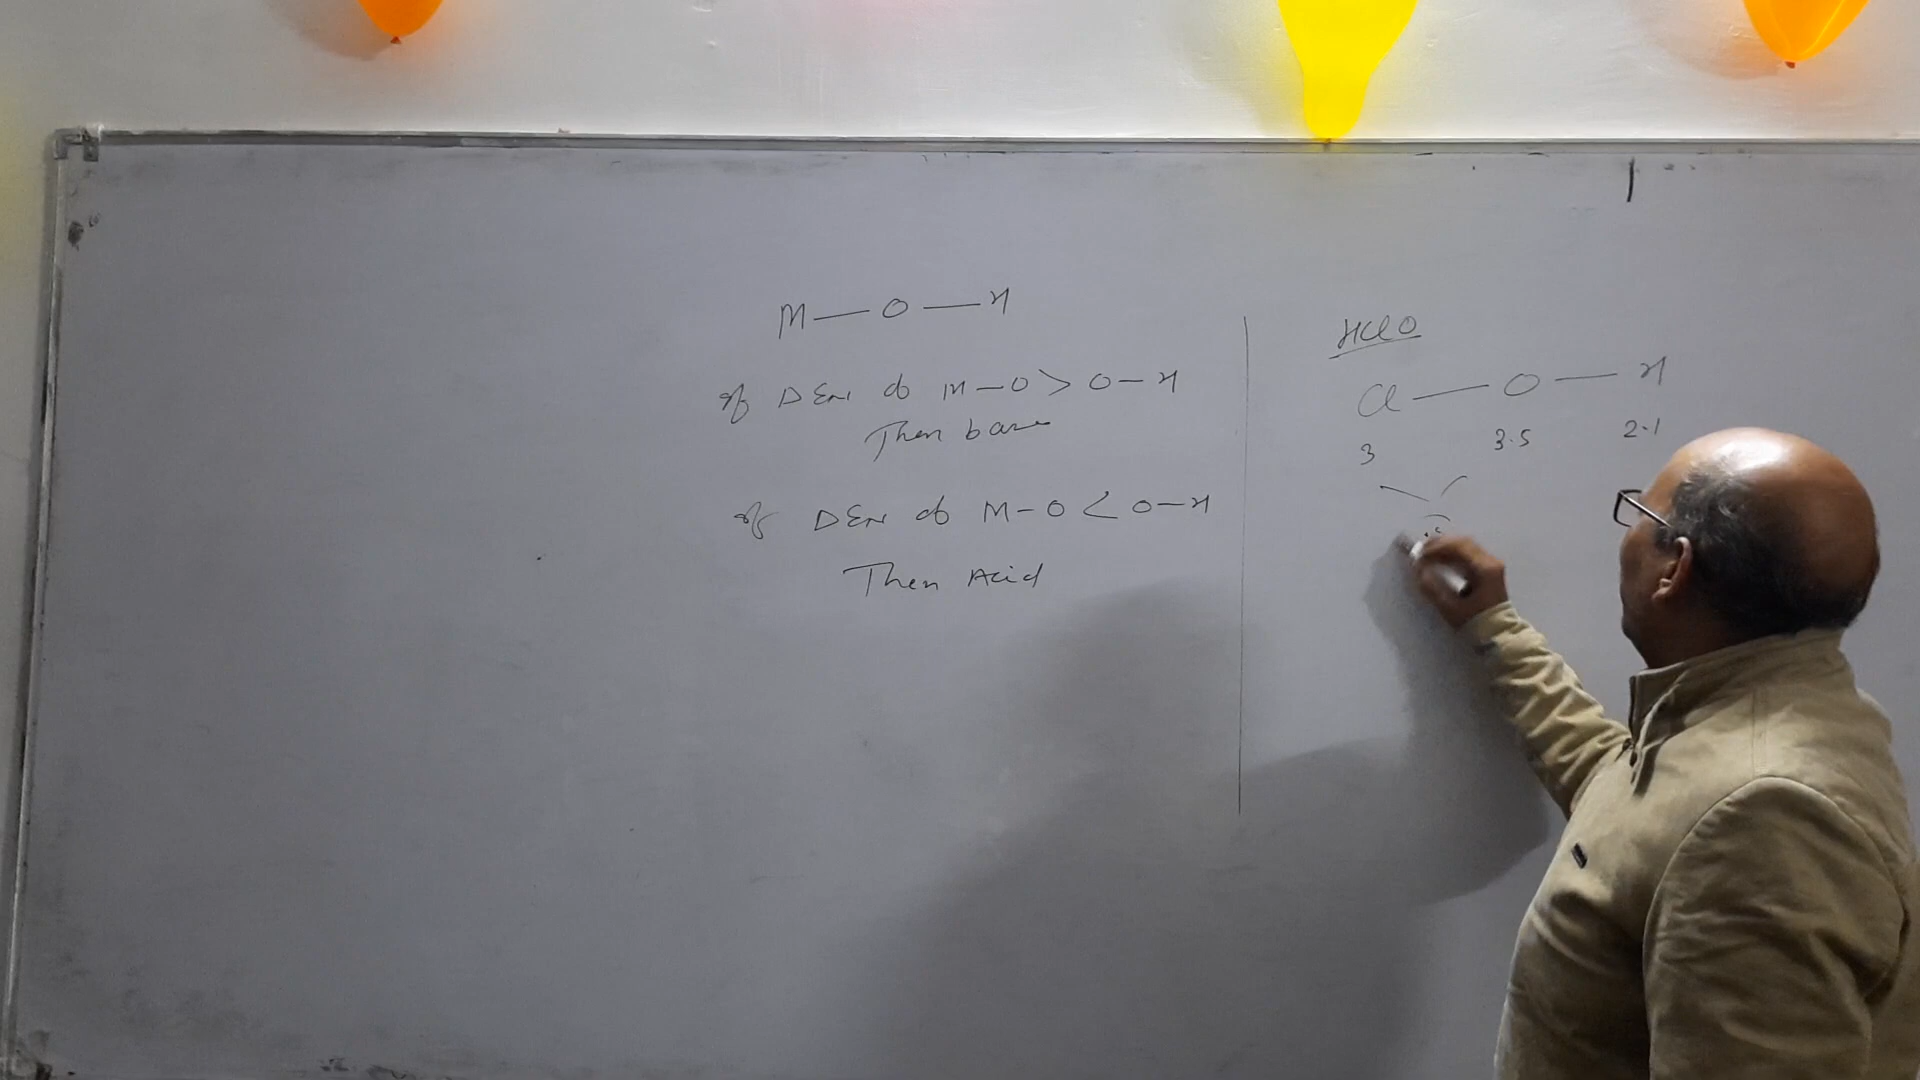 M — O — H
If ΔEN of M—O > O—H
Then base
If ΔEN of M-O < O—H
Then Acid
HClO
Cl — O — H
3 3.5 2.1